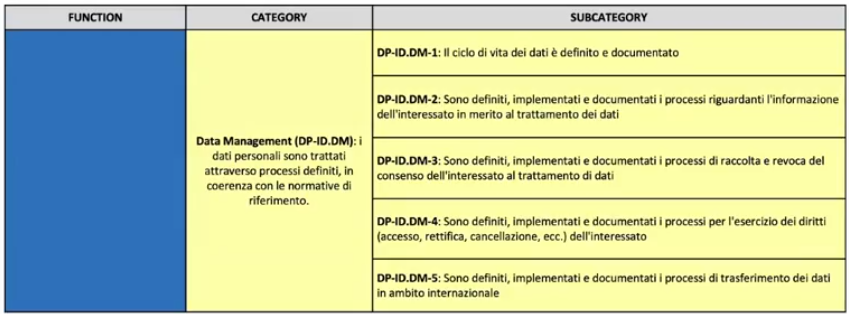 FUNCTION
CATEGORY
SUBCATEGORY
Data Management (DP-ID.DM): i
dati personali sono trattati
attraverso processi definiti, in
coerenza con le normative di
riferimento.
DP-ID.DM-1: Il ciclo di vita dei dati è definito e documentato
DP-ID.DM-2: Sono definiti, implementati e documentati i processi riguardanti l'informazione
dell'interessato in merito al trattamento dei dati
DP-ID.DM-3: Sono definiti, implementati e documentati i processi di raccolta e revoca del
consenso dell'interessato al trattamento di dati
DP-ID.DM-4: Sono definiti, implementati e documentati i processi per l'esercizio dei diritti
(accesso, rettifica, cancellazione, ecc.) dell'interessato
DP-ID.DM-5: Sono definiti, implementati e documentati i processi di trasferimento dei dati
in ambito internazionale